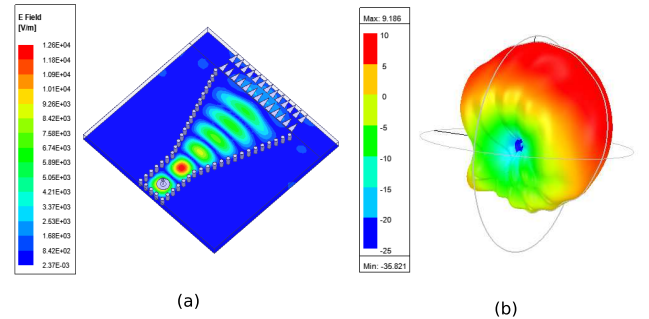 E Field
[V/m]
1.26E+04
1.18E+04
1.09E+04
1.01E+04
9.26E+03
8.42E+03
7.58E+03
6.74E+03
5.89E+03
5.05E+03
4.21E+03
3.37E+03
2.53E+03
1.68E+03
8.42E+02
2.37E-03
(a)
Max: 9.186
10
5
0
-5
-10
-15
-20
-25
Min: -35.821
(b)